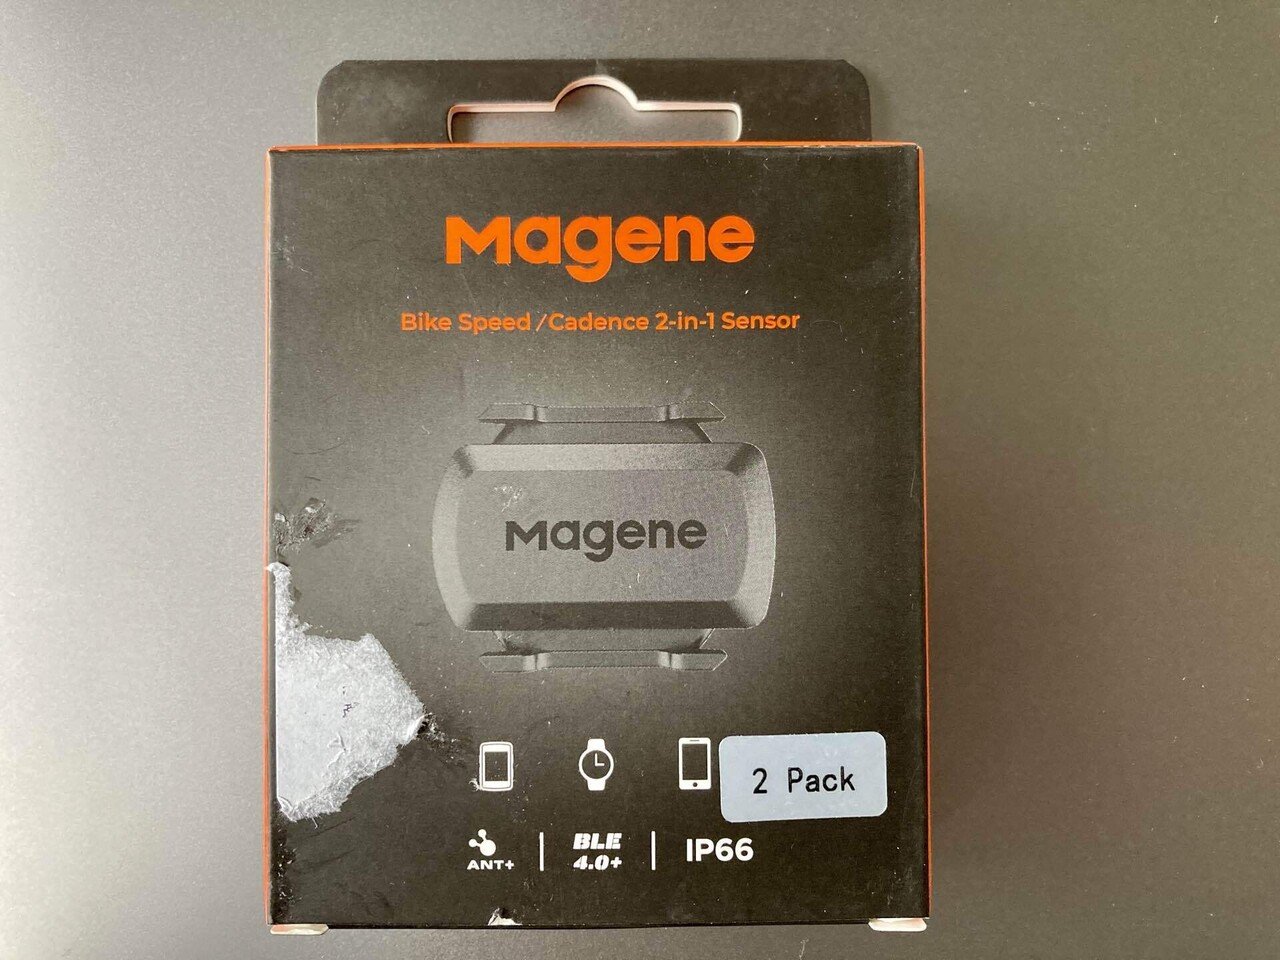 Magene
Bike Speed/Cadence 2-in-1 Sensor
Magene
2 Pack
ANT+
BLE
4.0+
IP66